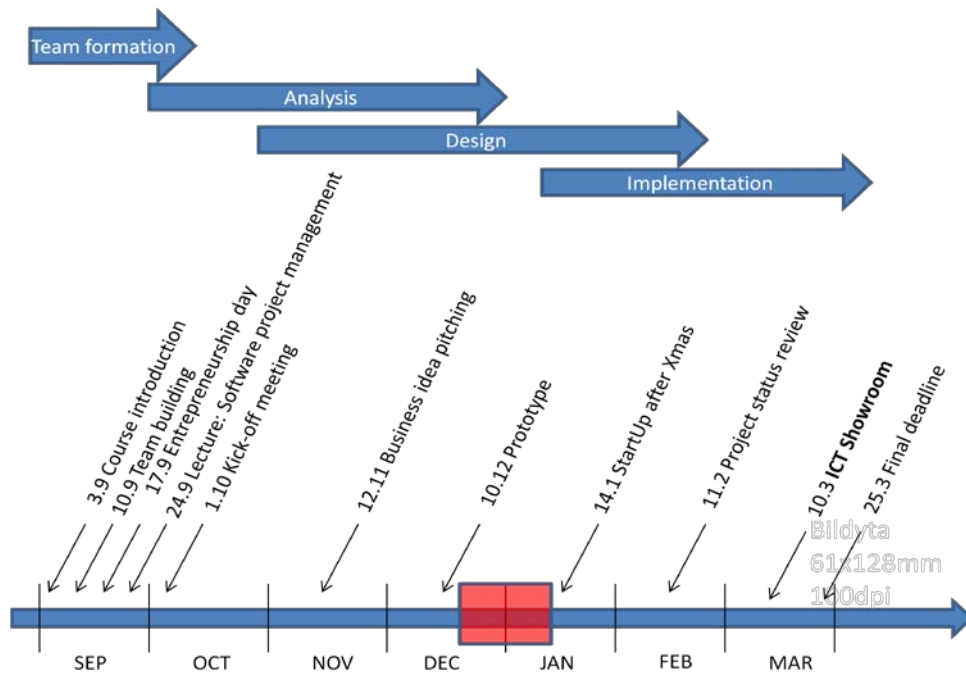 Team formation
Analysis
Design
Implementation
3.9 Course introduction
10.9 Team building
17.9 Entrepreneurship day
24.9 Lecture: Software project management
1.10 Kick-off meeting
12.11 Business idea pitching
10.12 Prototype
14.1 StartUp after Xmas
11.2 Project status review
10.3 ICT Showroom
25.3 Final deadline
Bildyta
61x128mm
100dpi
SEP
OCT
NOV
DEC
JAN
FEB
MAR